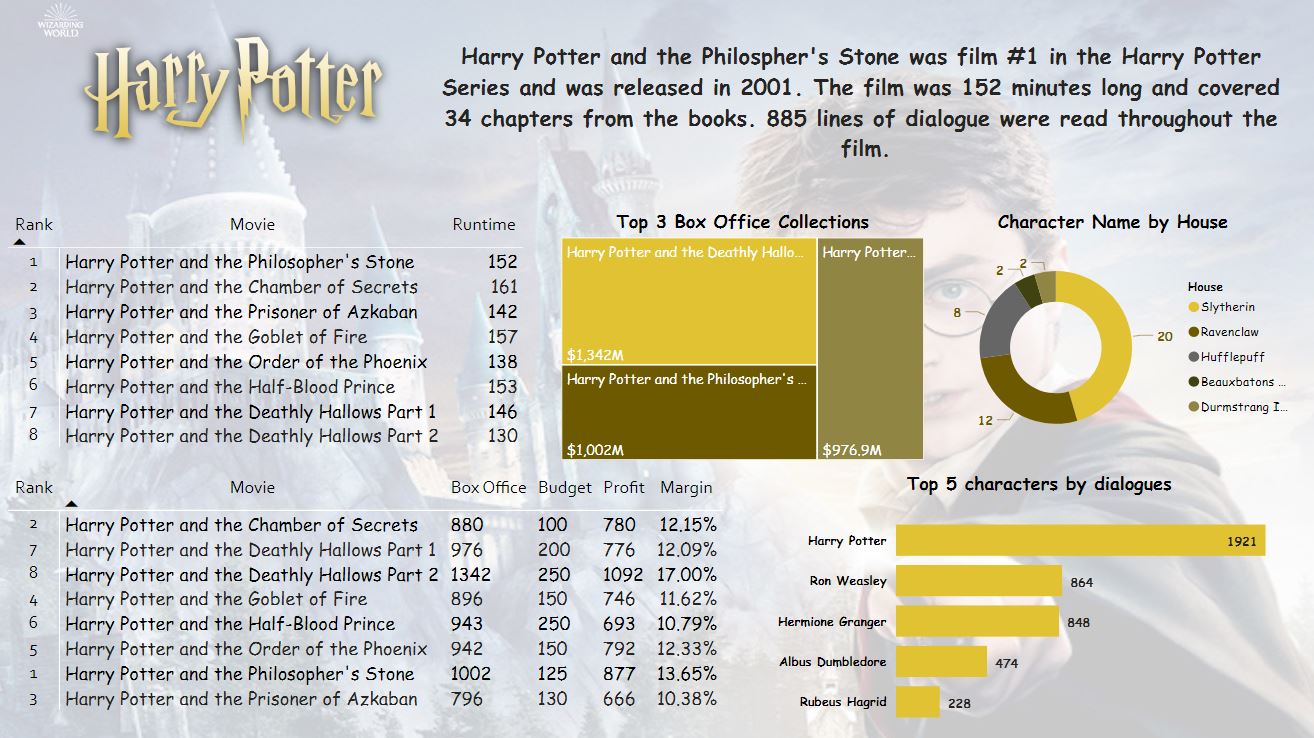 WIZARDING
WORLD
Harry Potter
Harry Potter and the Philospher's Stone was film #1 in the Harry Potter
Series and was released in 2001. The film was 152 minutes long and covered
34 chapters from the books. 885 lines of dialogue were read throughout the
film.
Rank Movie Runtime
1 Harry Potter and the Philosopher's Stone 152
2 Harry Potter and the Chamber of Secrets 161
3 Harry Potter and the Prisoner of Azkaban 142
4 Harry Potter and the Goblet of Fire 157
5 Harry Potter and the Order of the Phoenix 138
6 Harry Potter and the Half-Blood Prince 153
7 Harry Potter and the Deathly Hallows Part 1 146
8 Harry Potter and the Deathly Hallows Part 2 130
Top 3 Box Office Collections
Harry Potter and the Deathly Hallo...
$1,342M
Harry Potter and the Philosopher's ...
$1,002M
Harry Potter...
$976.9M
Character Name by House
2
2
8
20
12
House
Slytherin
Ravenclaw
Hufflepuff
Beauxbatons ...
Durmstrang I...
Rank Movie Box Office Budget Profit Margin
2 Harry Potter and the Chamber of Secrets 880 100 780 12.15%
7 Harry Potter and the Deathly Hallows Part 1 976 200 776 12.09%
8 Harry Potter and the Deathly Hallows Part 2 1342 250 1092 17.00%
4 Harry Potter and the Goblet of Fire 896 150 746 11.62%
6 Harry Potter and the Half-Blood Prince 943 250 693 10.79%
5 Harry Potter and the Order of the Phoenix 942 150 792 12.33%
1 Harry Potter and the Philosopher's Stone 1002 125 877 13.65%
3 Harry Potter and the Prisoner of Azkaban 796 130 666 10.38%
Top 5 characters by dialogues
Harry Potter 1921
Ron Weasley 864
Hermione Granger 848
Albus Dumbledore 474
Rubeus Hagrid 228